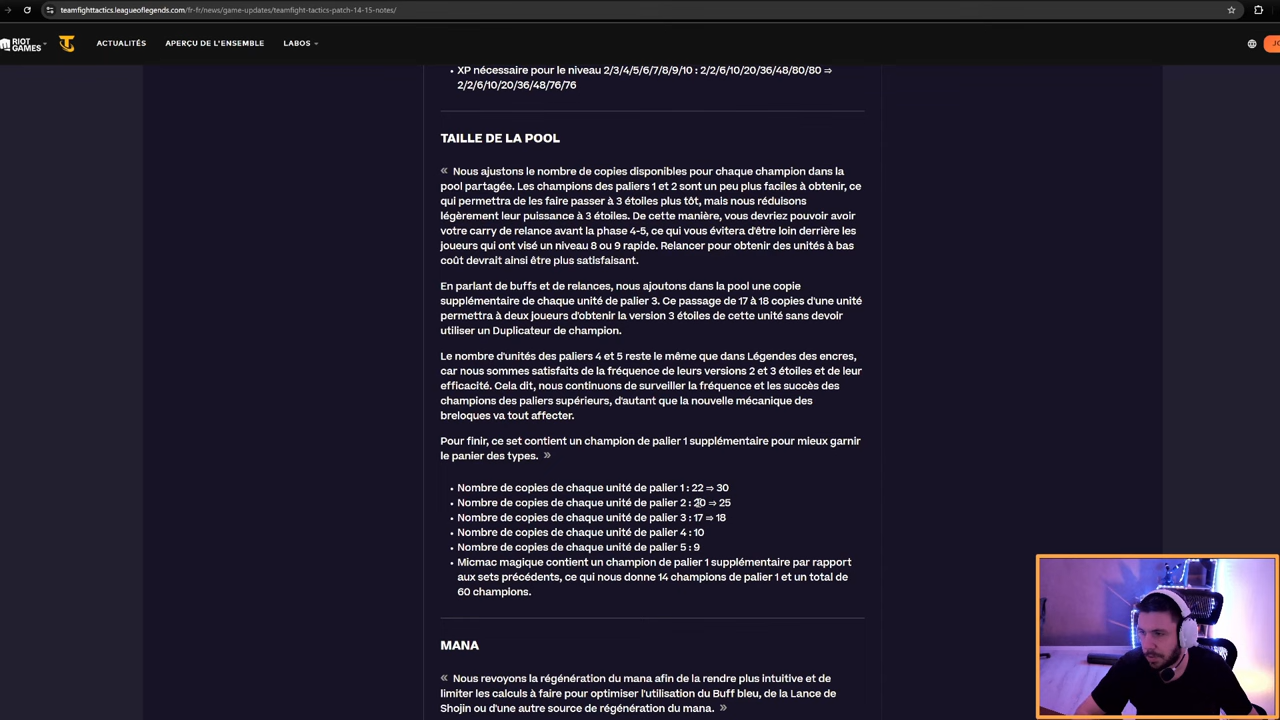 teamfighttactics.leagueoflegends.com/fr-fr/news/game-updates/teamfight-tactics-patch-14-15-notes/
RIOT GAMES
ACTUALITÉS
APERÇU DE L'ENSEMBLE
LABOS
• XP nécessaire pour le niveau 2/3/4/5/6/7/8/9/10 : 2/2/6/10/20/36/48/80/80 ⇒
2/2/6/10/20/36/48/76/76
TAILLE DE LA POOL
« Nous ajustons le nombre de copies disponibles pour chaque champion dans la
pool partagée. Les champions des paliers 1 et 2 sont un peu plus faciles à obtenir, ce
qui permettra de les faire passer à 3 étoiles plus tôt, mais nous réduisons
légèrement leur puissance à 3 étoiles. De cette manière, vous devriez pouvoir avoir
votre carry de relance avant la phase 4-5, ce qui vous évitera d'être loin derrière les
joueurs qui ont visé un niveau 8 ou 9 rapide. Relancer pour obtenir des unités à bas
coût devrait ainsi être plus satisfaisant.
En parlant de buffs et de relances, nous ajoutons dans la pool une copie
supplémentaire de chaque unité de palier 3. Ce passage de 17 à 18 copies d'une unité
permettra à deux joueurs d'obtenir la version 3 étoiles de cette unité sans devoir
utiliser un Duplicateur de champion.
Le nombre d'unités des paliers 4 et 5 reste le même que dans Légendes des encres,
car nous sommes satisfaits de la fréquence de leurs versions 2 et 3 étoiles et de leur
efficacité. Cela dit, nous continuons de surveiller la fréquence et les succès des
champions des paliers supérieurs, d'autant que la nouvelle mécanique des
breloques va tout affecter.
Pour finir, ce set contient un champion de palier 1 supplémentaire pour mieux garnir
le panier des types. »
• Nombre de copies de chaque unité de palier 1 : 22 ⇒ 30
• Nombre de copies de chaque unité de palier 2 : 20 ⇒ 25
• Nombre de copies de chaque unité de palier 3 : 17 ⇒ 18
• Nombre de copies de chaque unité de palier 4 : 10
• Nombre de copies de chaque unité de palier 5 : 9
• Micmac magique contient un champion de palier 1 supplémentaire par rapport
aux sets précédents, ce qui nous donne 14 champions de palier 1 et un total de
60 champions.
MANA
« Nous revoyons la régénération du mana afin de la rendre plus intuitive et de
limiter les calculs à faire pour optimiser l'utilisation du Buff bleu, de la Lance de
Shojin ou d'une autre source de régénération du mana. »